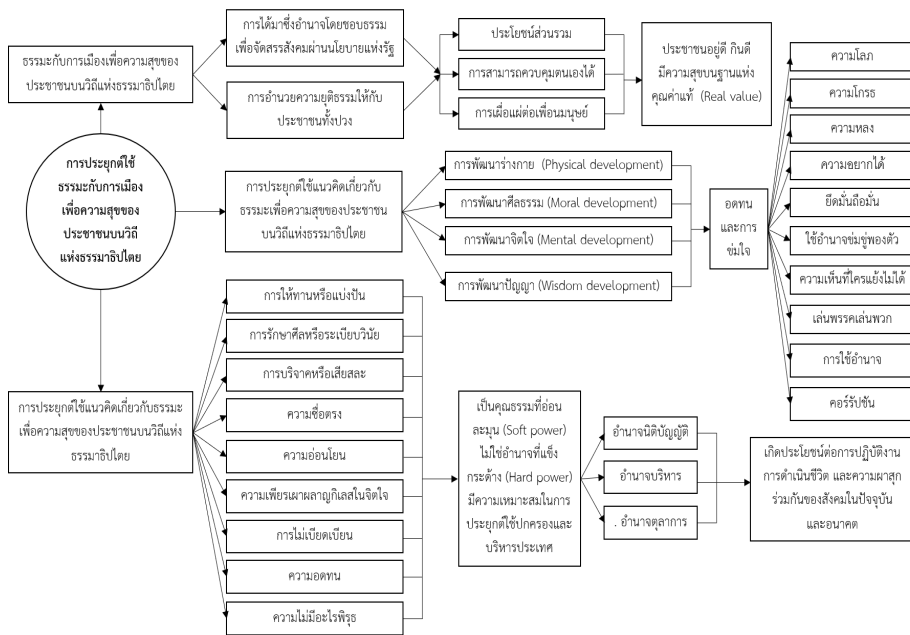 การประยุกต์ใช้
ธรรมะกับการเมือง
เพื่อความสุขของ
ประชาชนบนวิถี
แห่งธรรมาธิปไตย
ธรรมะกับการเมืองเพื่อความสุขของ
ประชาชนบนวิถีแห่งธรรมาธิปไตย
การได้มาซึ่งอำนาจโดยชอบธรรม
เพื่อจัดสรรสังคมผ่านนโยบายแห่งรัฐ
การอำนวยความยุติธรรมให้กับ
ประชาชนทั้งปวง
ประโยชน์ส่วนรวม
การสามารถควบคุมตนเองได้
การเผื่อแผ่ต่อเพื่อนมนุษย์
ประชาชนอยู่ดี กินดี
มีความสุขบนฐานแห่ง
คุณค่าแท้ (Real value)
การประยุกต์ใช้แนวคิดเกี่ยวกับ
ธรรมะเพื่อความสุขของประชาชน
บนวิถีแห่งธรรมาธิปไตย
การพัฒนาร่างกาย (Physical development)
การพัฒนาศีลธรรม (Moral development)
การพัฒนาจิตใจ (Mental development)
การพัฒนาปัญญา (Wisdom development)
อดทน
และการ
ข่มใจ
ความโลภ
ความโกรธ
ความหลง
ความอยากได้
ยึดมั่นถือมั่น
ใช้อำนาจข่มขู่พองตัว
ความเห็นที่ใครแย้งไม่ได้
เล่นพรรคเล่นพวก
การใช้อำนาจ
คอร์รัปชัน
การประยุกต์ใช้แนวคิดเกี่ยวกับธรรมะ
เพื่อความสุขของประชาชนบนวิถีแห่ง
ธรรมาธิปไตย
การให้ทานหรือแบ่งปัน
การรักษาศีลหรือระเบียบวินัย
การบริจาคหรือเสียสละ
ความซื่อตรง
ความอ่อนโยน
ความเพียรเผาผลาญกิเลสในจิตใจ
การไม่เบียดเบียน
ความอดทน
ความไม่มีอะไรพิรุธ
เป็นคุณธรรมที่อ่อน
ละมุน (Soft power)
ไม่ใช่อำนาจที่แข็ง
กระด้าง (Hard power)
มีความเหมาะสมในการ
ประยุกต์ใช้ปกครองและ
บริหารประเทศ
อำนาจนิติบัญญัติ
อำนาจบริหาร
. อำนาจตุลาการ
เกิดประโยชน์ต่อการปฏิบัติงาน
การดำเนินชีวิต และความผาสุก
ร่วมกันของสังคมในปัจจุบัน
และอนาคต